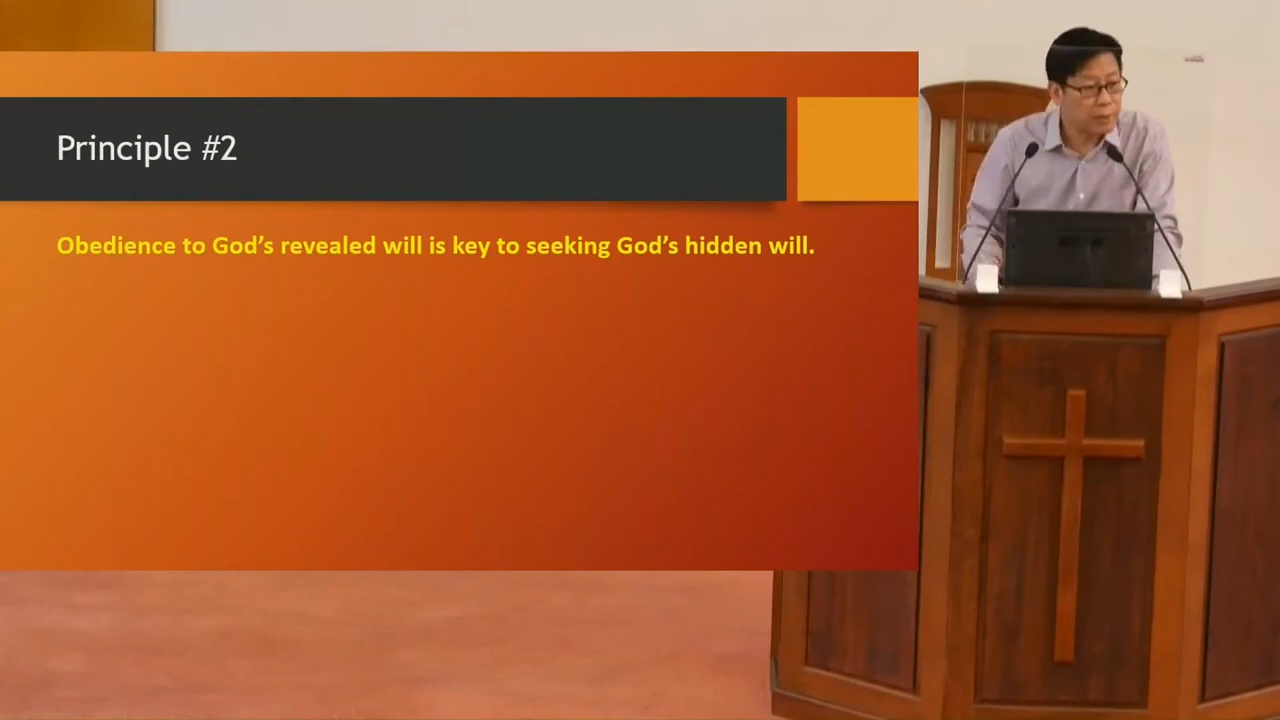 Principle #2
Obedience to God’s revealed will is key to seeking God’s hidden will.